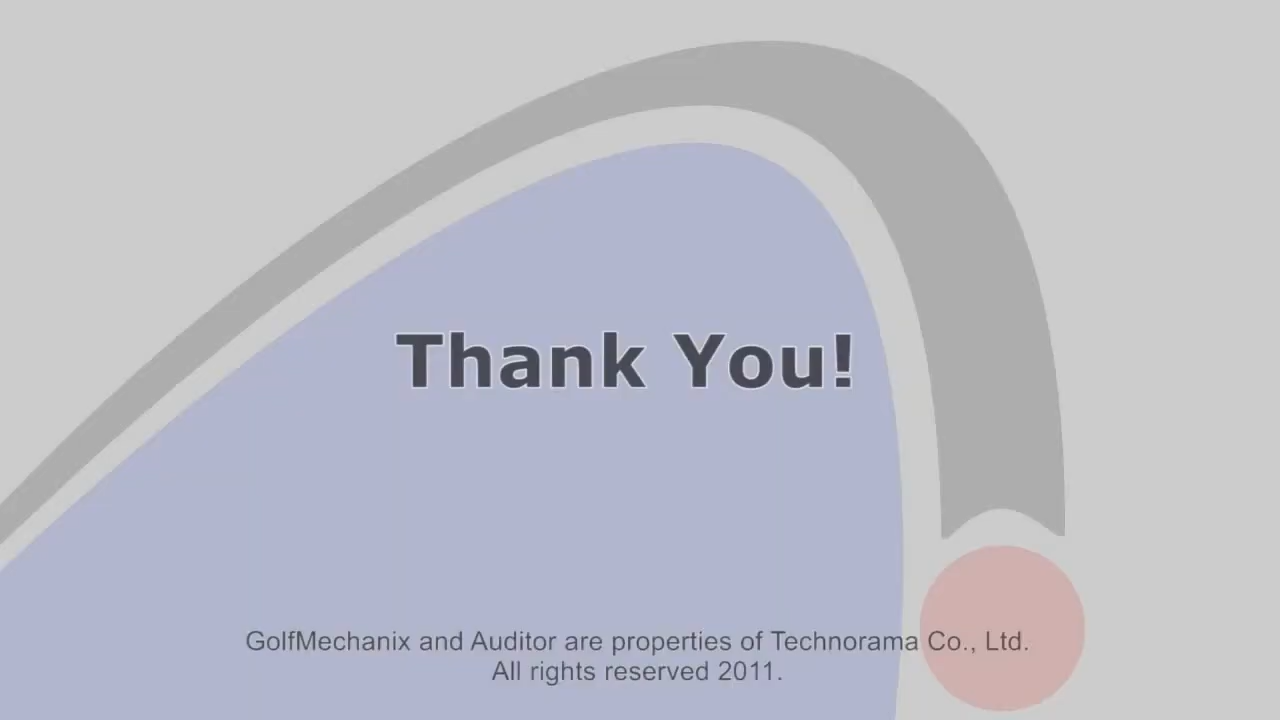 Thank You!
GolfMechanix and Auditor are properties of Technorama Co., Ltd.
All rights reserved 2011.